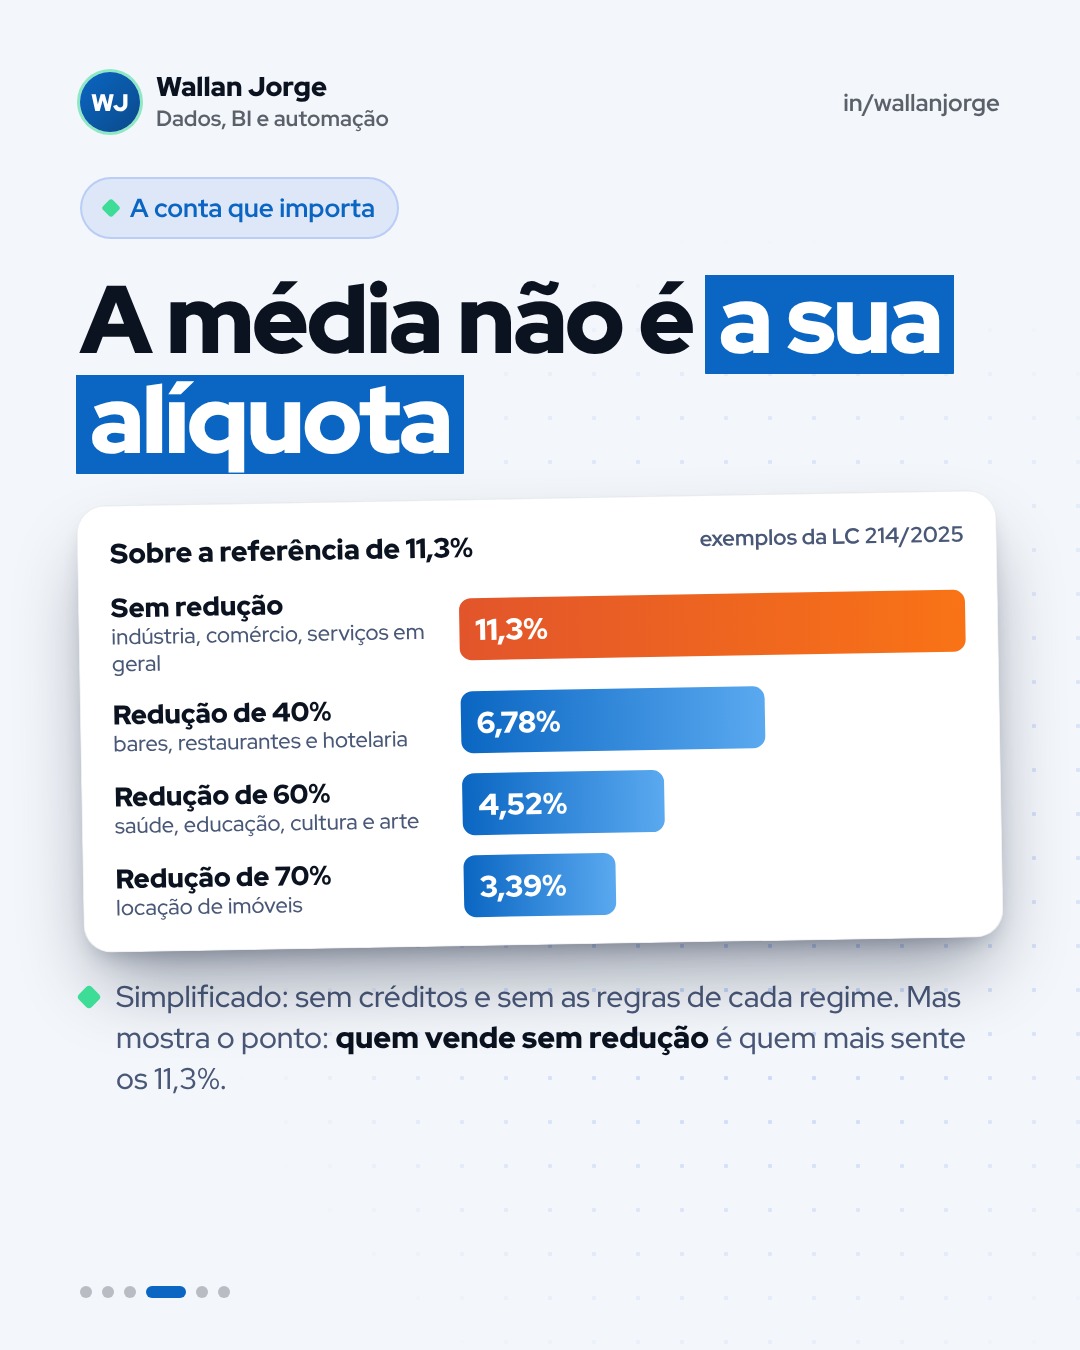 WJ
Wallan Jorge
Dados, BI e automação
in/wallanjorge
A conta que importa
A média não é a sua
alíquota
Sobre a referência de 11,3%
exemplos da LC 214/2025
Sem redução
indústria, comércio, serviços em
geral
11,3%
Redução de 40%
bares, restaurantes e hotelaria
6,78%
Redução de 60%
saúde, educação, cultura e arte
4,52%
Redução de 70%
locação de imóveis
3,39%
Simplificado: sem créditos e sem as regras de cada regime. Mas
mostra o ponto: quem vende sem redução é quem mais sente
os 11,3%.